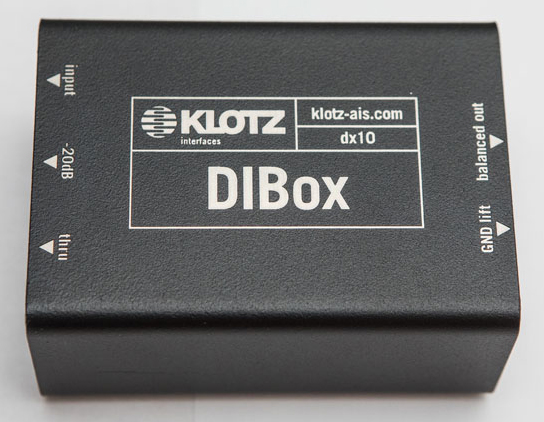 input
-20dB
thru
KLOTZ
interfaces
klotz-ais.com
dx10
DIBox
balanced out
GND lift